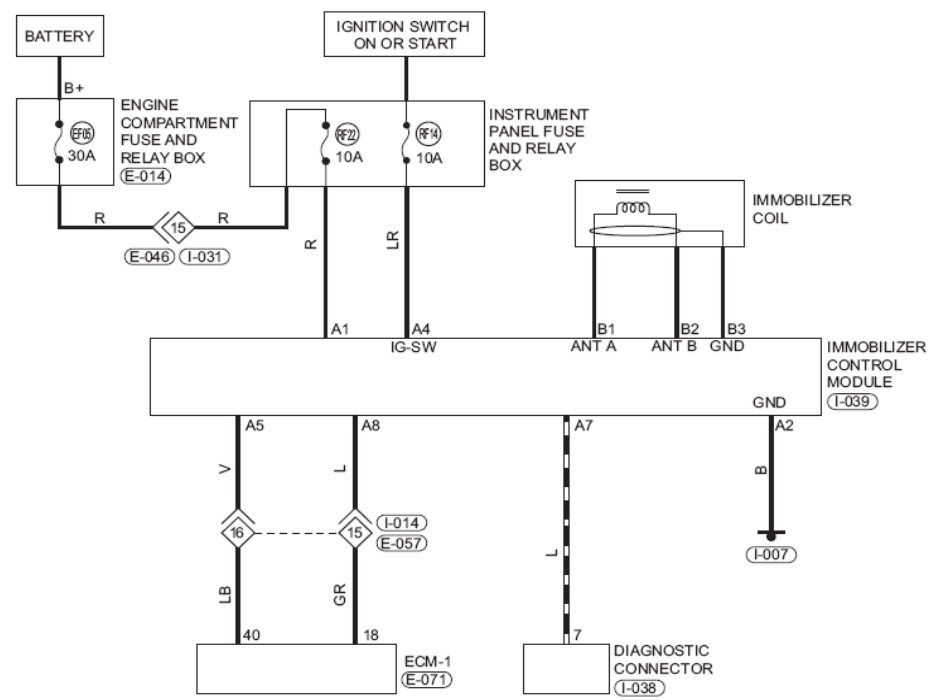 BATTERY
IGNITION SWITCH
ON OR START
B+
EF05
30A
ENGINE
COMPARTMENT
FUSE AND
RELAY BOX
E-014
RF22
10A
RF14
10A
INSTRUMENT
PANEL FUSE
AND RELAY
BOX
IMMOBILIZER
COIL
R
15
R
E-046
I-031
R
LR
A1
A4
B1
B2
B3
IG-SW
ANT A
ANT B
GND
IMMOBILIZER
CONTROL
MODULE
I-039
GND
A5
A8
A7
A2
V
L
B
16
15
I-014
E-057
I-007
L
LB
GR
40
18
7
ECM-1
E-071
DIAGNOSTIC
CONNECTOR
I-038